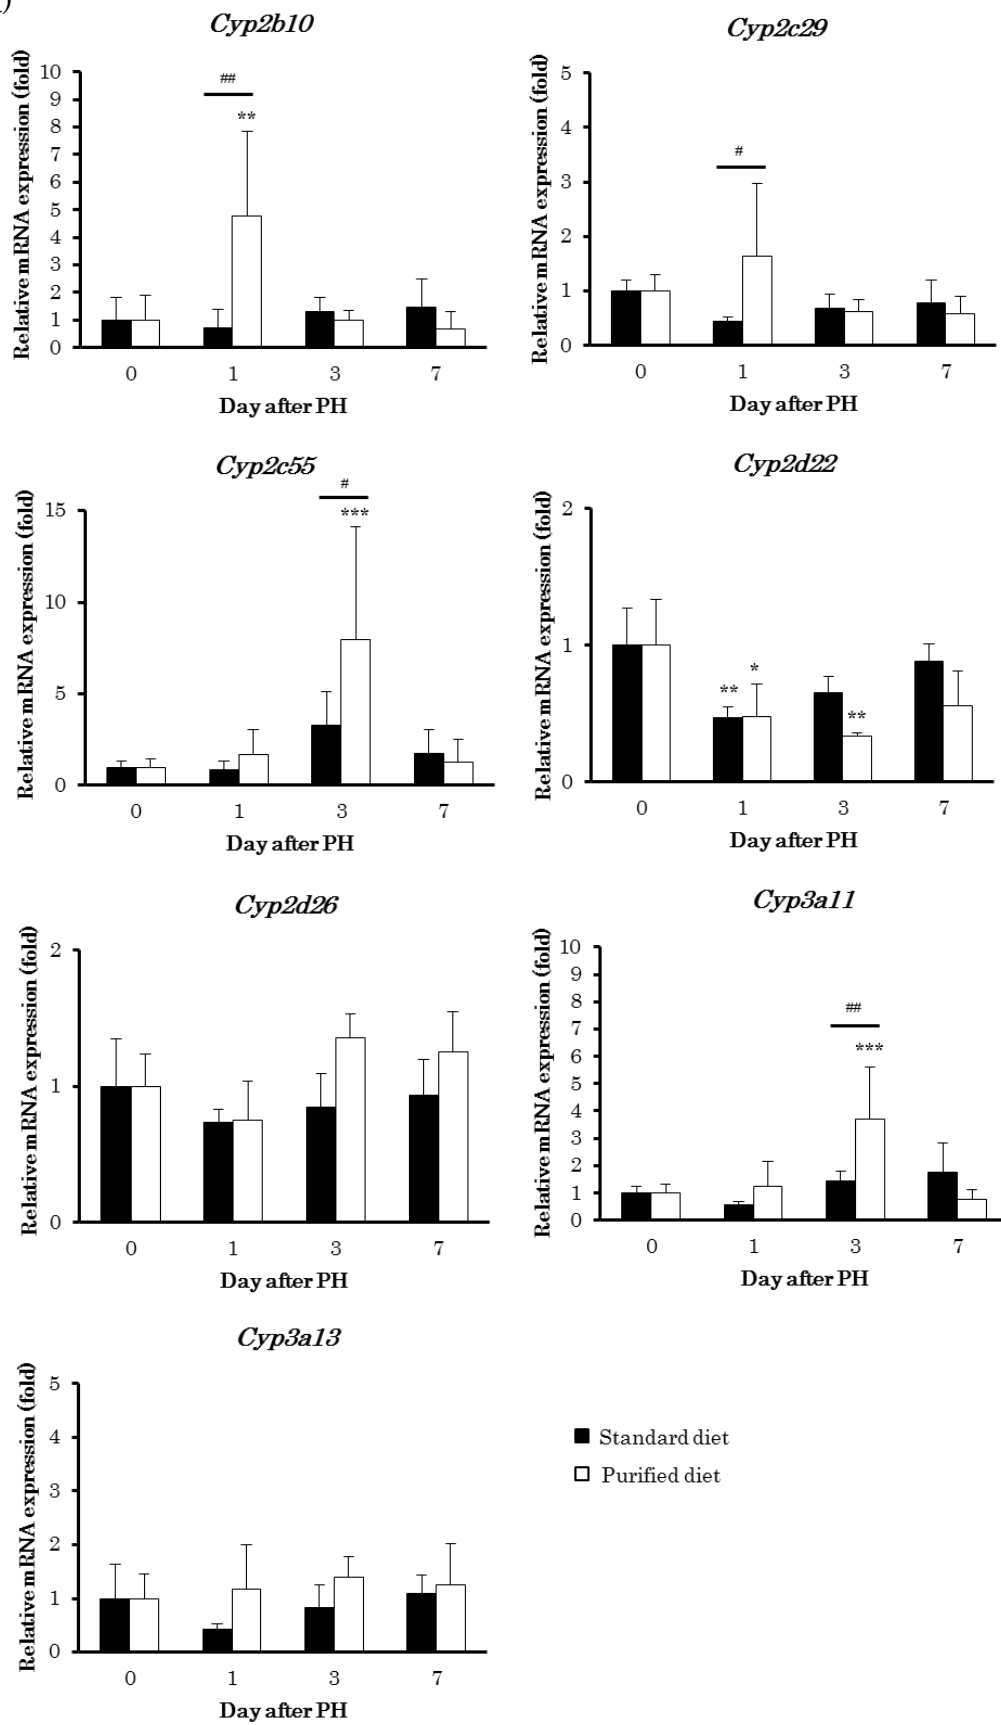 )
Cyp2b10
Relative mRNA expression (fold)
10
9
8
7
6
5
4
3
2
1
0
##
**
0 1 3 7
Day after PH
Cyp2c29
Relative mRNA expression (fold)
5
4
3
2
1
0
#
0 1 3 7
Day after PH
Cyp2c55
Relative mRNA expression (fold)
15
10
5
0
#
***
0 1 3 7
Day after PH
Cyp2d22
Relative mRNA expression (fold)
2
1
0
** * **
0 1 3 7
Day after PH
Cyp2d26
Relative mRNA expression (fold)
2
1
0
0 1 3 7
Day after PH
Cyp3a11
Relative mRNA expression (fold)
10
9
8
7
6
5
4
3
2
1
0
##
***
0 1 3 7
Day after PH
Cyp3a13
Relative mRNA expression (fold)
5
4
3
2
1
0
0 1 3 7
Day after PH
Standard diet
Purified diet